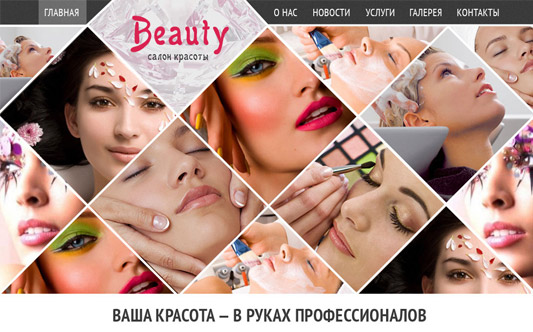 ГЛАВНАЯ
О НАС НОВОСТИ УСЛУГИ ГАЛЕРЕЯ КОНТАКТЫ
Beauty
салон красоты
ВАША КРАСОТА – В РУКАХ ПРОФЕССИОНАЛОВ